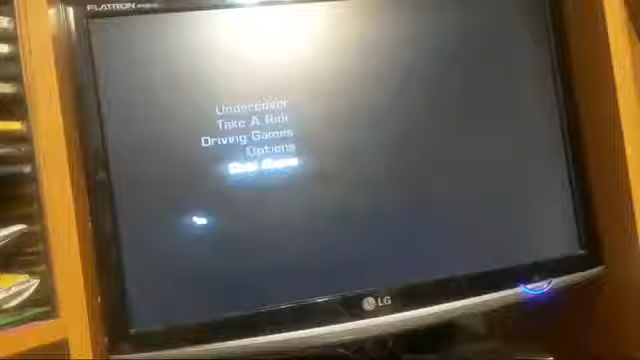 FLATRON
Undercover
Take A Ride
Driving Games
Options
LG